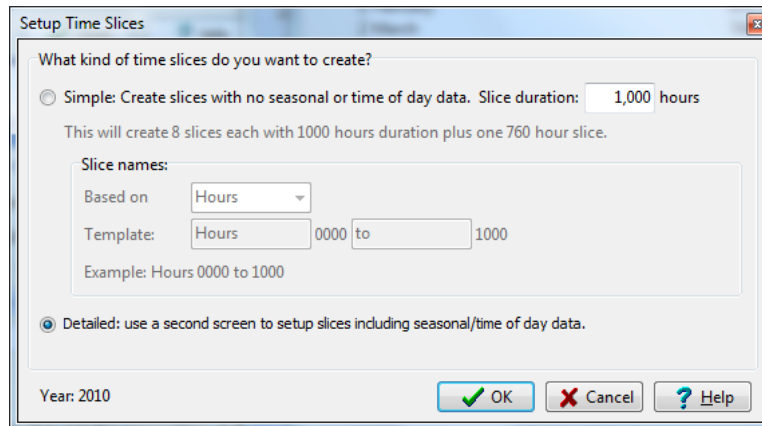 Setup Time Slices
What kind of time slices do you want to create?
Simple: Create slices with no seasonal or time of day data. Slice duration: 1,000 hours
This will create 8 slices each with 1000 hours duration plus one 760 hour slice.
Slice names:
Based on Hours
Template: Hours 0000 to 1000
Example: Hours 0000 to 1000
Detailed: use a second screen to setup slices including seasonal/time of day data.
Year: 2010 OK Cancel Help